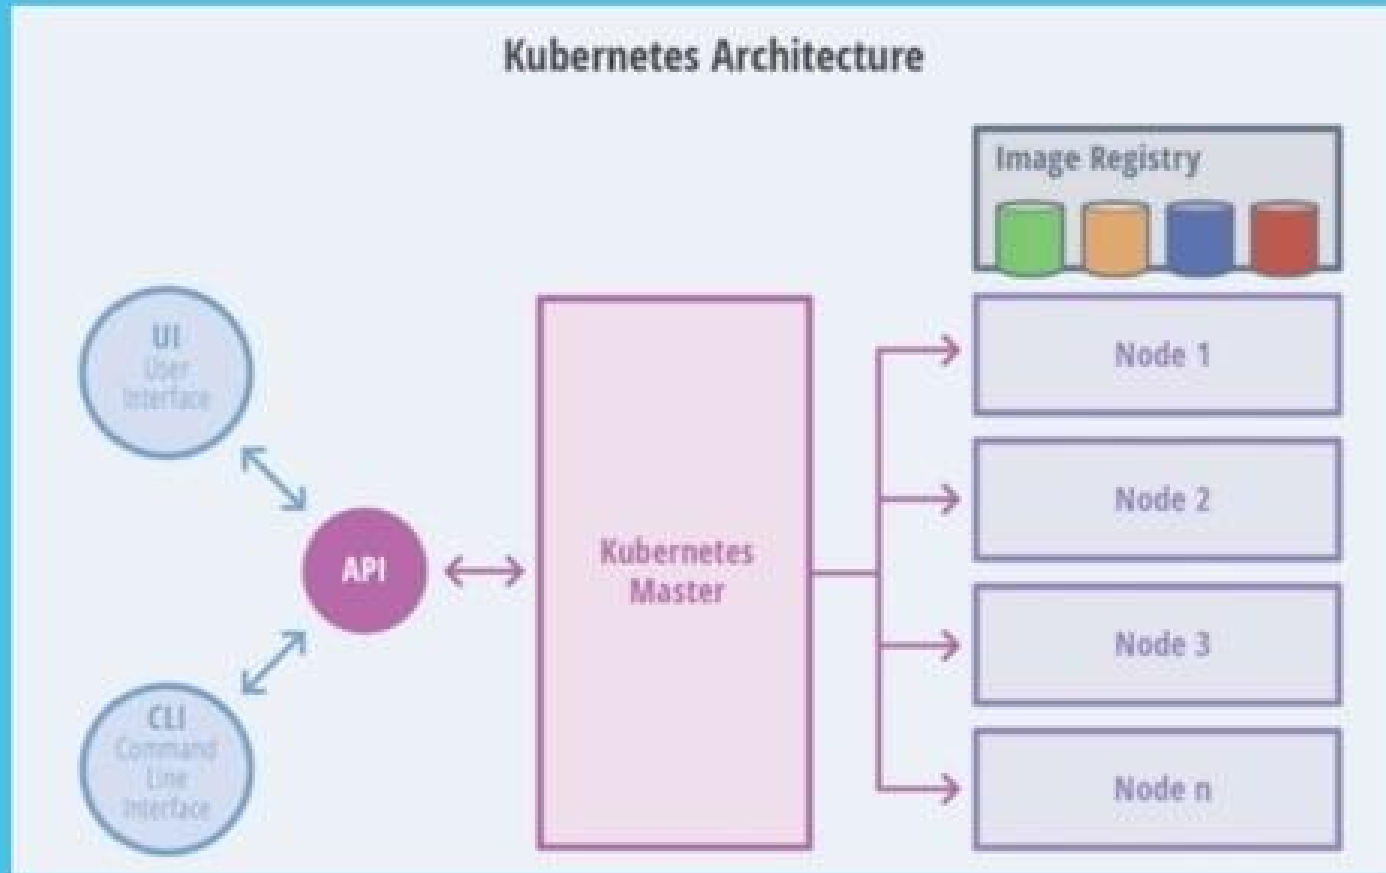 Kubernetes Architecture
Image Registry
UI
User
Interface
Node 1
Node 2
API
Kubernetes
Master
Node 3
CLI
Command
Line
Interface
Node n